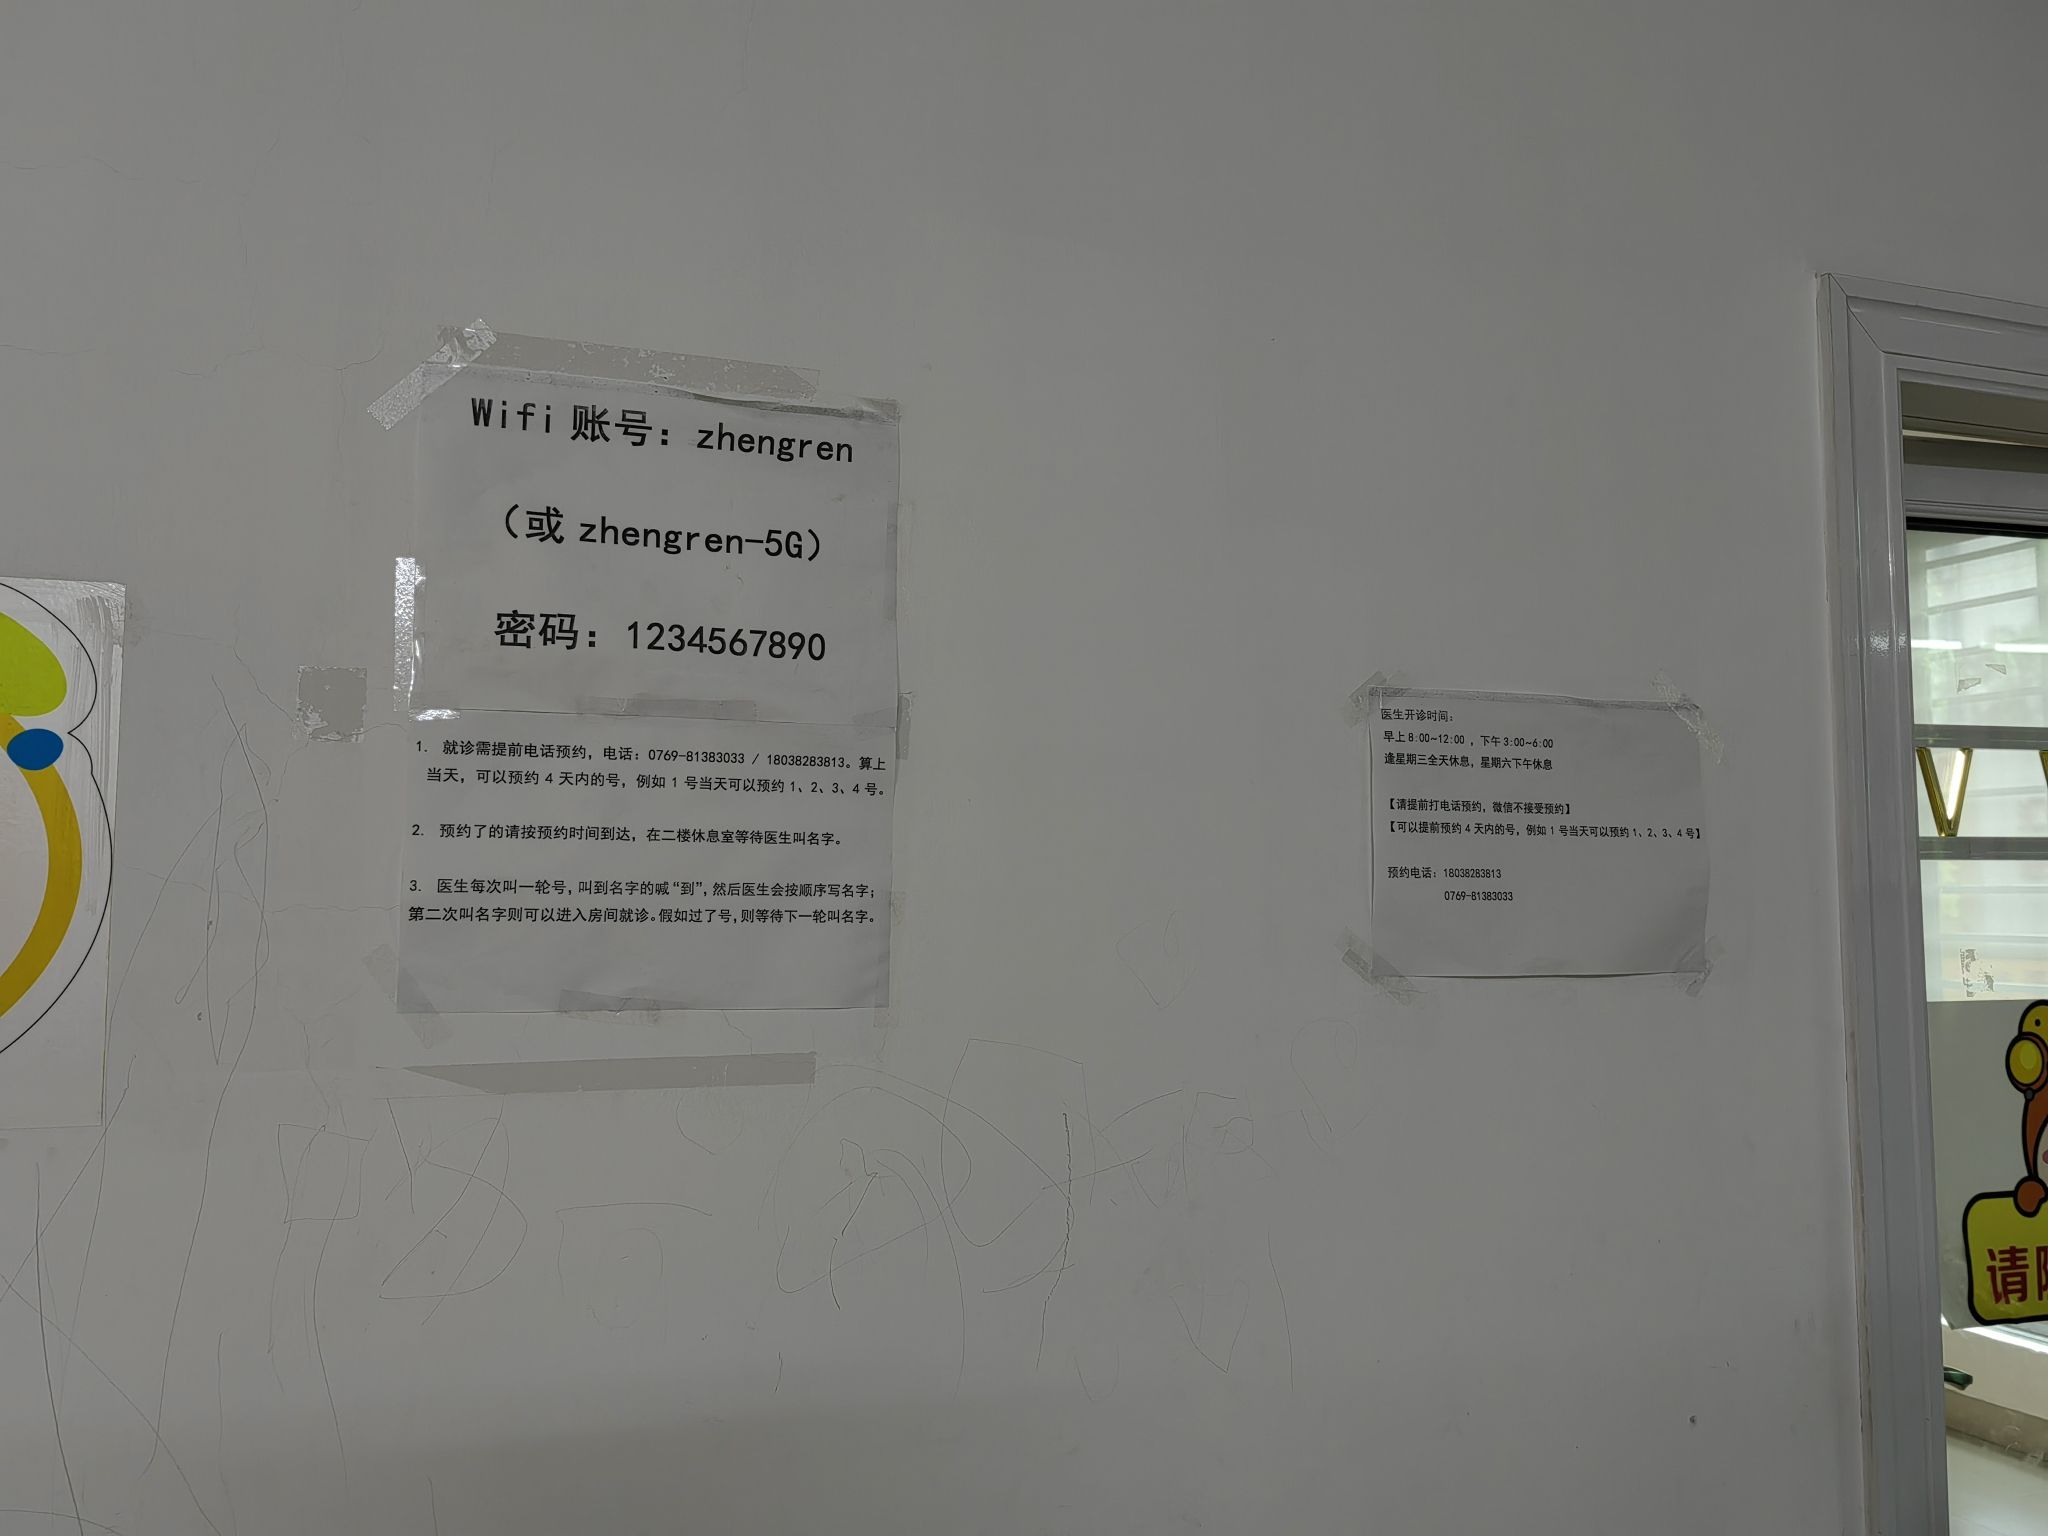 Wifi 账号：zhengren
（或 zhengren-5G）
密码：1234567890
1. 就诊需提前电话预约，电话：0769-81383033 / 18038283813。算上
当天，可以预约 4 天内的号，例如 1 号当天可以预约 1、2、3、4 号。
2. 预约了的请按预约时间到达，在二楼休息室等待医生叫名字。
3. 医生每次叫一轮号，叫到名字的喊“到”，然后医生会按顺序写名字；
第二次叫名字则可以进入房间就诊。假如过了号，则等待下一轮叫名字。
医生开诊时间：
早上 8:00~12:00 ，下午 3:00~6:00
逢星期三全天休息，星期六下午休息
【请提前打电话预约，微信不接受预约】
【可以提前预约 4 天内的号，例如 1 号当天可以预约 1、2、3、4 号】
预约电话：18038283813
0769-81383033
请